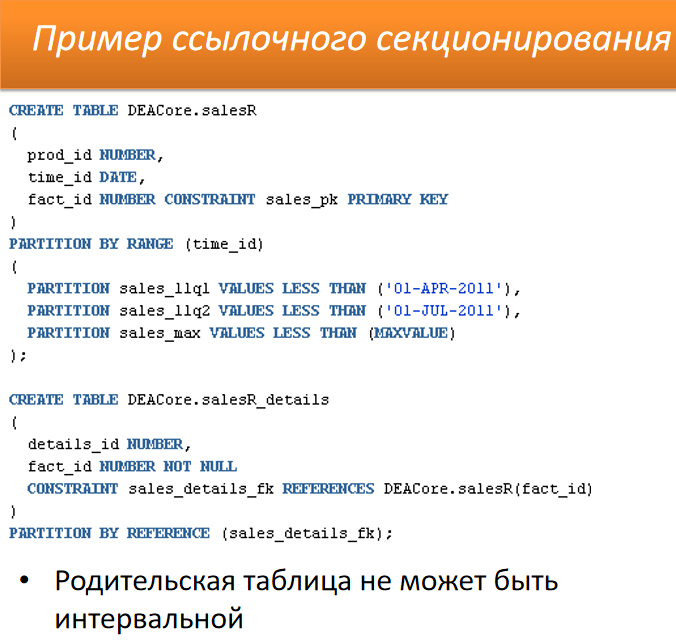 Пример ссылочного секционирования
CREATE TABLE DEACore.salesR
(
prod_id NUMBER,
time_id DATE,
fact_id NUMBER CONSTRAINT sales_pk PRIMARY KEY
)
PARTITION BY RANGE (time_id)
(
PARTITION sales_11q1 VALUES LESS THAN ('01-APR-2011'),
PARTITION sales_11q2 VALUES LESS THAN ('01-JUL-2011'),
PARTITION sales_max VALUES LESS THAN (MAXVALUE)
);
CREATE TABLE DEACore.salesR_details
(
details_id NUMBER,
fact_id NUMBER NOT NULL
CONSTRAINT sales_details_fk REFERENCES DEACore.salesR(fact_id)
)
PARTITION BY REFERENCE (sales_details_fk);
• Родительская таблица не может быть
интервальной